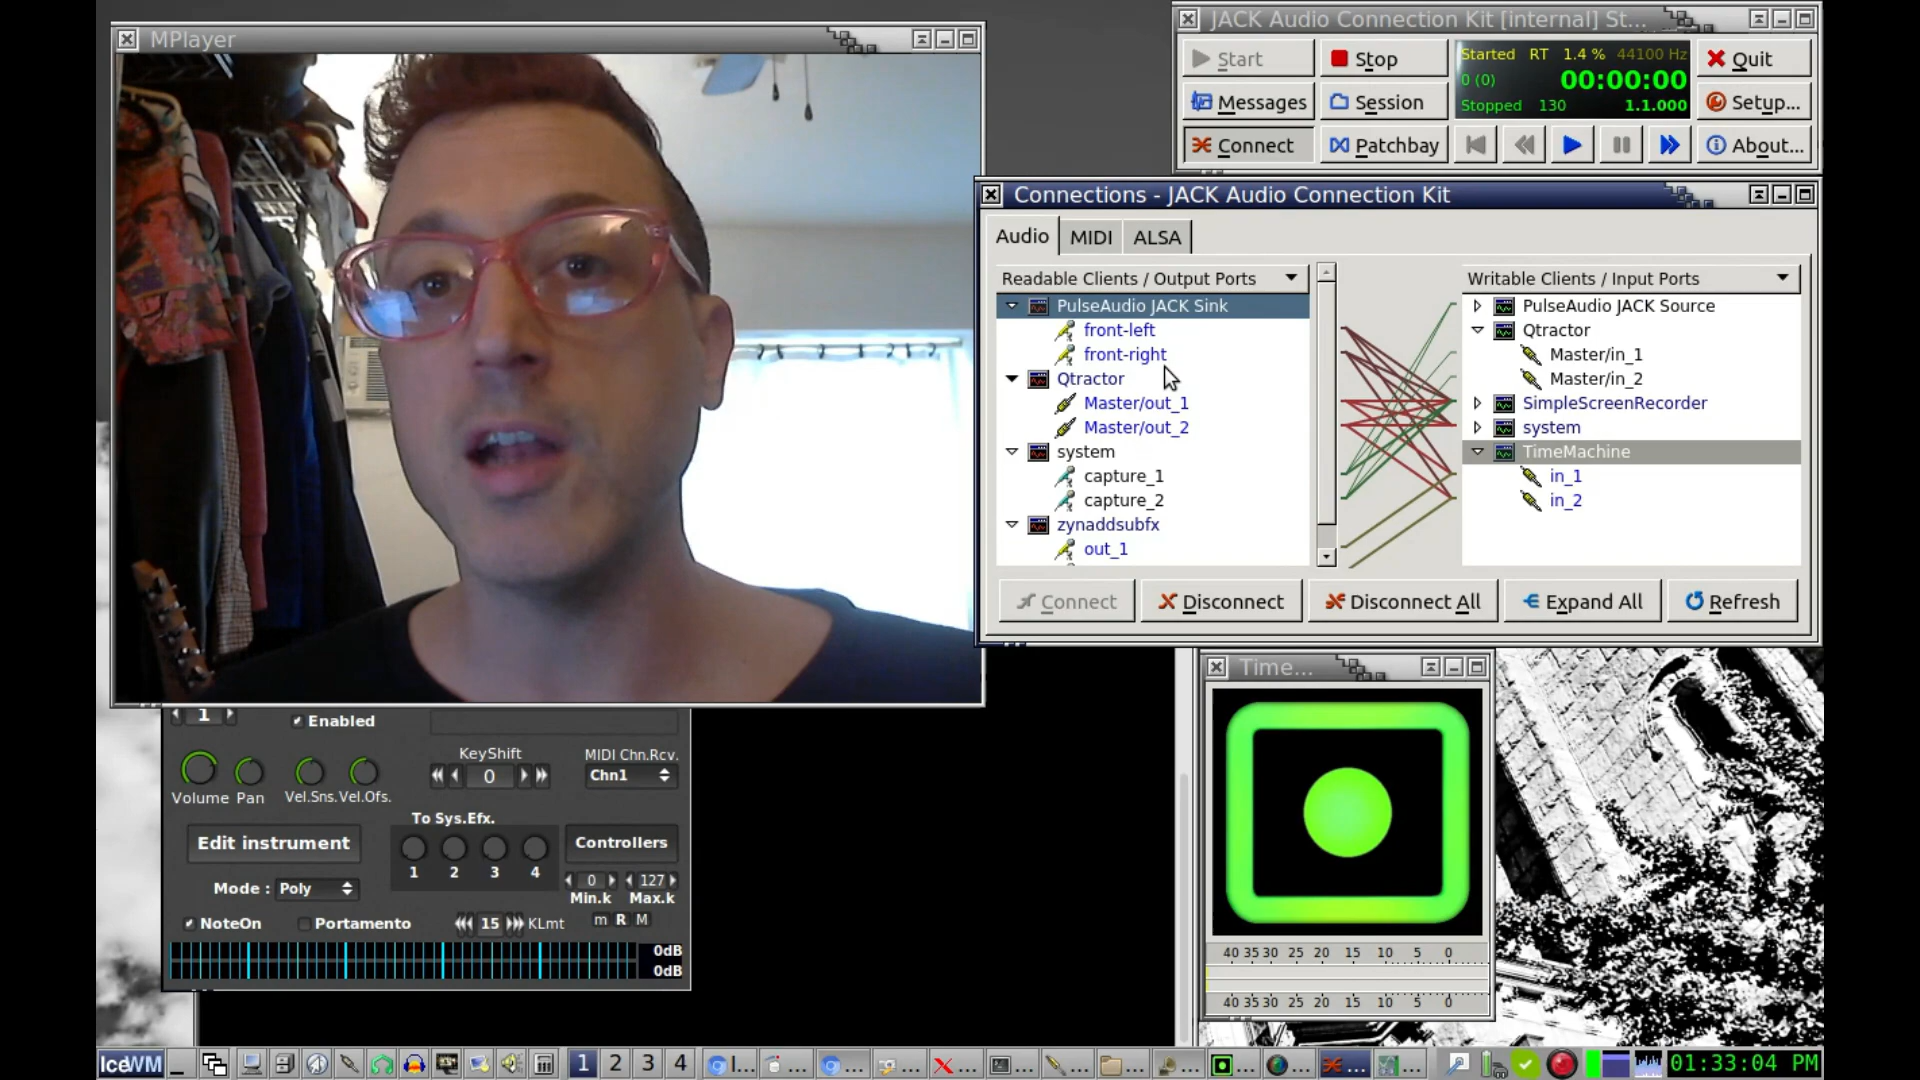 MPlayer
JACK Audio Connection Kit [internal] St...
Start
Stop
Started RT 1.4 % 44100 Hz
0 (0) 00:00:00
Stopped 130 1.1.000
Quit
Messages
Session
Setup...
Connect
Patchbay
About...
Connections - JACK Audio Connection Kit
Audio
MIDI
ALSA
Readable Clients / Output Ports
PulseAudio JACK Sink
front-left
front-right
Qtractor
Master/out_1
Master/out_2
system
capture_1
capture_2
zynaddsubfx
out_1
Writable Clients / Input Ports
PulseAudio JACK Source
Qtractor
Master/in_1
Master/in_2
SimpleScreenRecorder
system
TimeMachine
in_1
in_2
Connect
Disconnect
Disconnect All
Expand All
Refresh
1
Enabled
KeyShift
0
MIDI Chn.Rcv.
Chn1
Volume Pan Vel.Sns. Vel.Ofs.
To Sys.Efx.
Edit instrument
1 2 3 4
Controllers
0 127
Min.k Max.k
Mode : Poly
NoteOn
Portamento
15 KLmt
m R M
0dB
0dB
Time...
40 35 30 25 20 15 10 5 0
40 35 30 25 20 15 10 5 0
IceWM
1 2 3 4
I... ... ... ... ... ... ... ... ... ... ... ... ...
01:33:04 PM